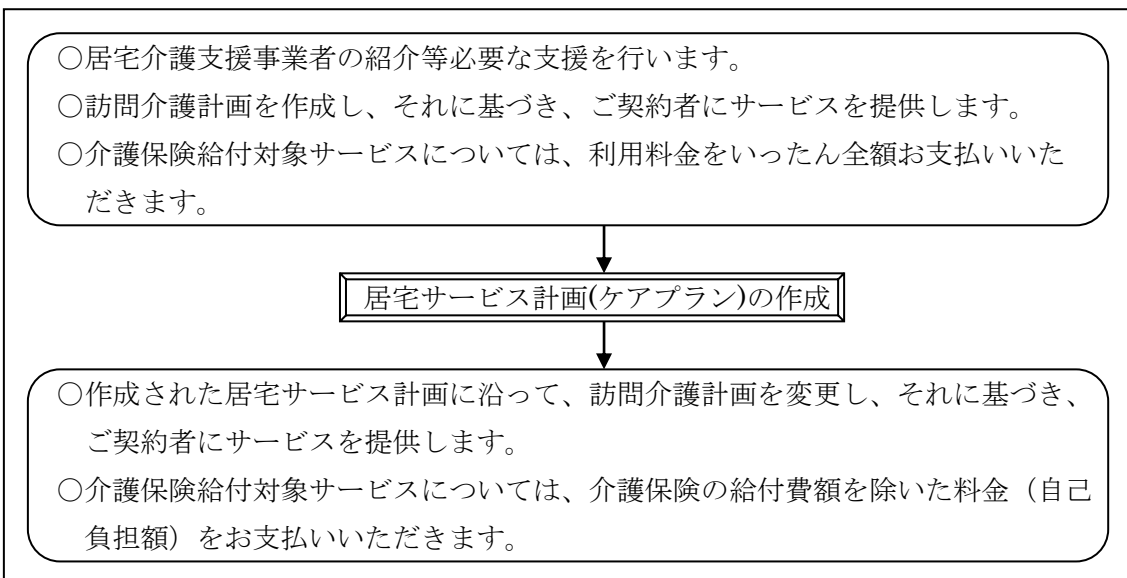 ○居宅介護支援事業者の紹介等必要な支援を行います。
○訪問介護計画を作成し、それに基づき、ご契約者にサービスを提供します。
○介護保険給付対象サービスについては、利用料金をいったん全額お支払いいた
だきます。
居宅サービス計画(ケアプラン)の作成
○作成された居宅サービス計画に沿って、訪問介護計画を変更し、それに基づき、
ご契約者にサービスを提供します。
○介護保険給付対象サービスについては、介護保険の給付費額を除いた料金（自己
負担額）をお支払いいただきます。